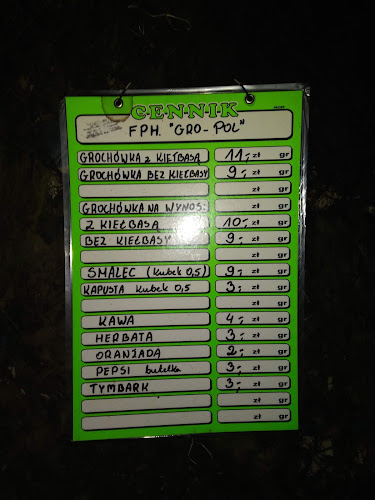 CENNIK
FPH. "GRO-POL"
GROCHÓWKA Z KIEŁBASĄ 11,- zł gr
GROCHÓWKA BEZ KIEŁBASY 9,- zł gr
zł gr
GROCHÓWKA NA WYNOS: zł gr
Z KIEŁBASĄ 10,- zł gr
BEZ KIEŁBASY 9,- zł gr
zł gr
SMALEC (kubek 0,5) 9,- zł gr
KAPUSTA kubek 0,5 3,- zł gr
zł gr
KAWA 4,- zł gr
HERBATA 3,- zł gr
ORANŻADA 2,- zł gr
PEPSI butelka 3,- zł gr
TYMBARK 3,- zł gr
zł gr
zł gr